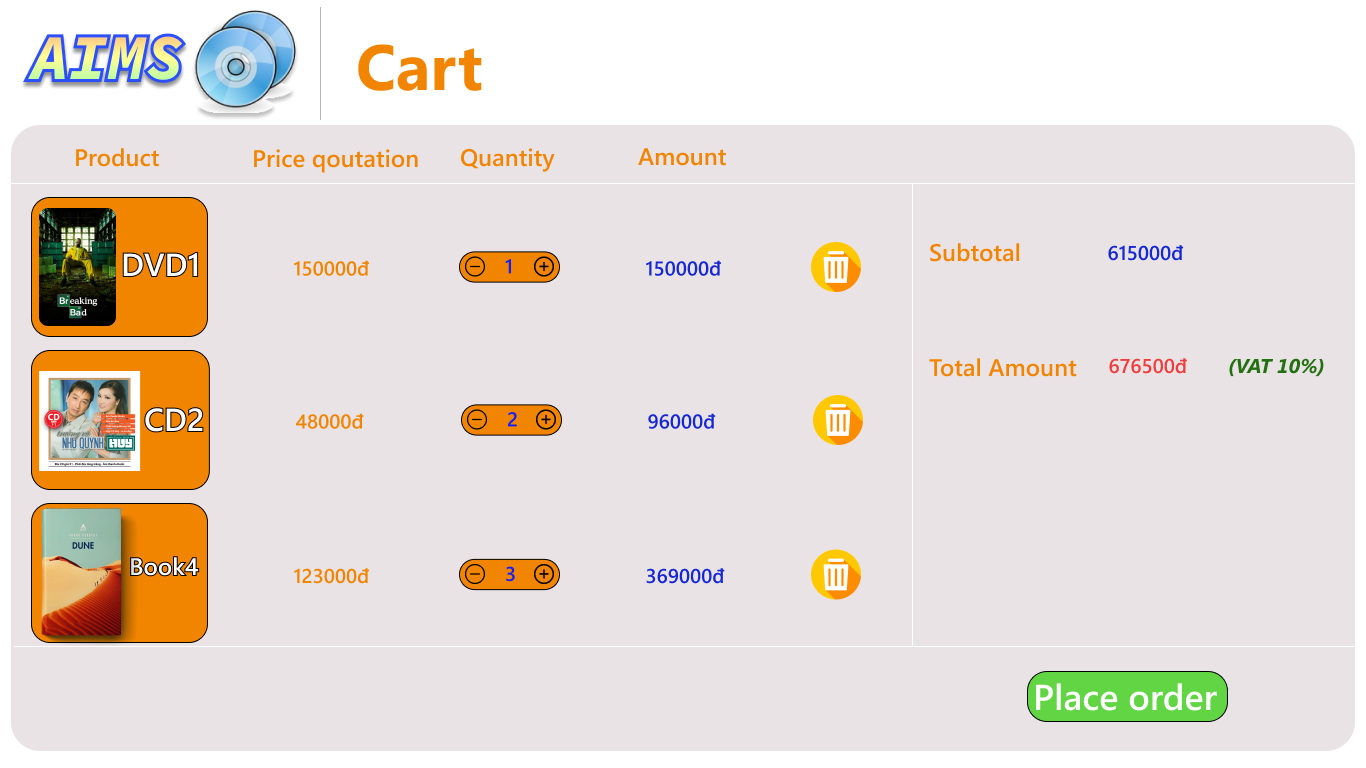 AIMS
Cart
Product Price qoutation Quantity Amount
Breaking
Bad
DVD1
150000đ
1
150000đ
Subtotal
615000đ
Total Amount
676500đ
(VAT 10%)
CD
NHƯ QUỲNH
CD2
48000đ
2
96000đ
DUNE
Book4
123000đ
3
369000đ
Place order